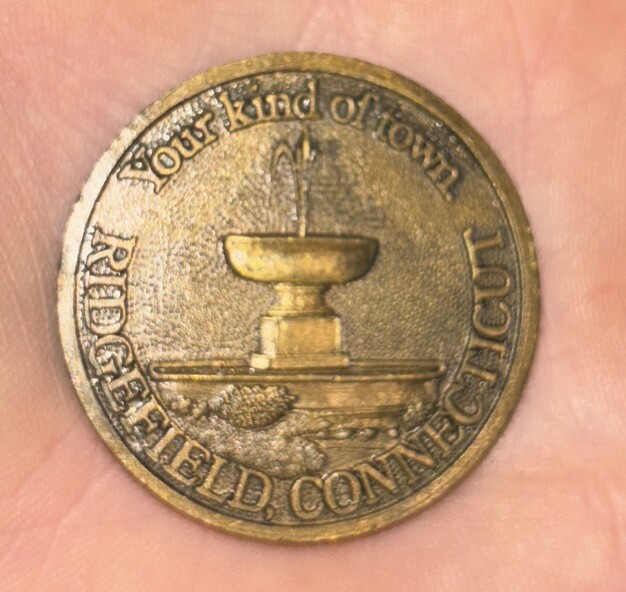 Your kind of town
RIDGEFIELD, CONNECTICUT